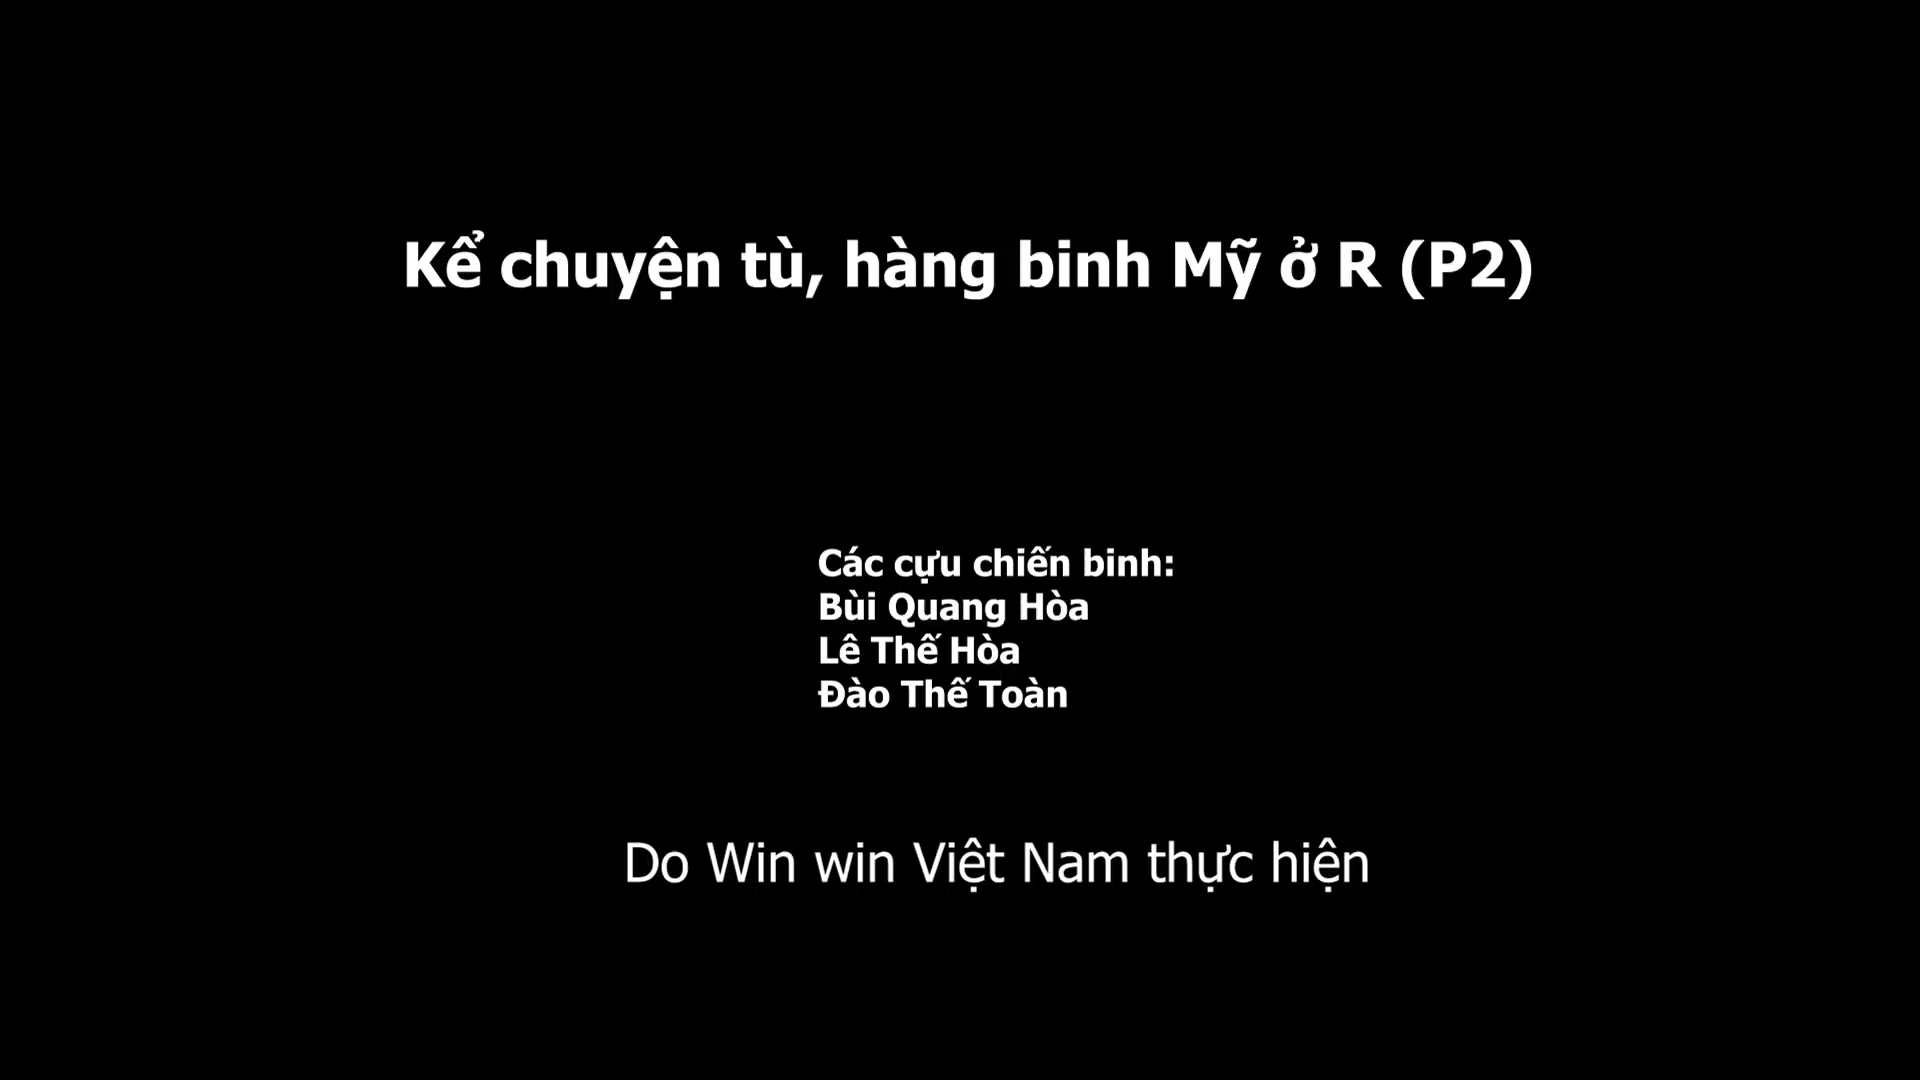 Kể chuyện tù, hàng binh Mỹ ở R (P2)
Các cựu chiến binh:
Bùi Quang Hòa
Lê Thế Hòa
Đào Thế Toàn
Do Win win Việt Nam thực hiện